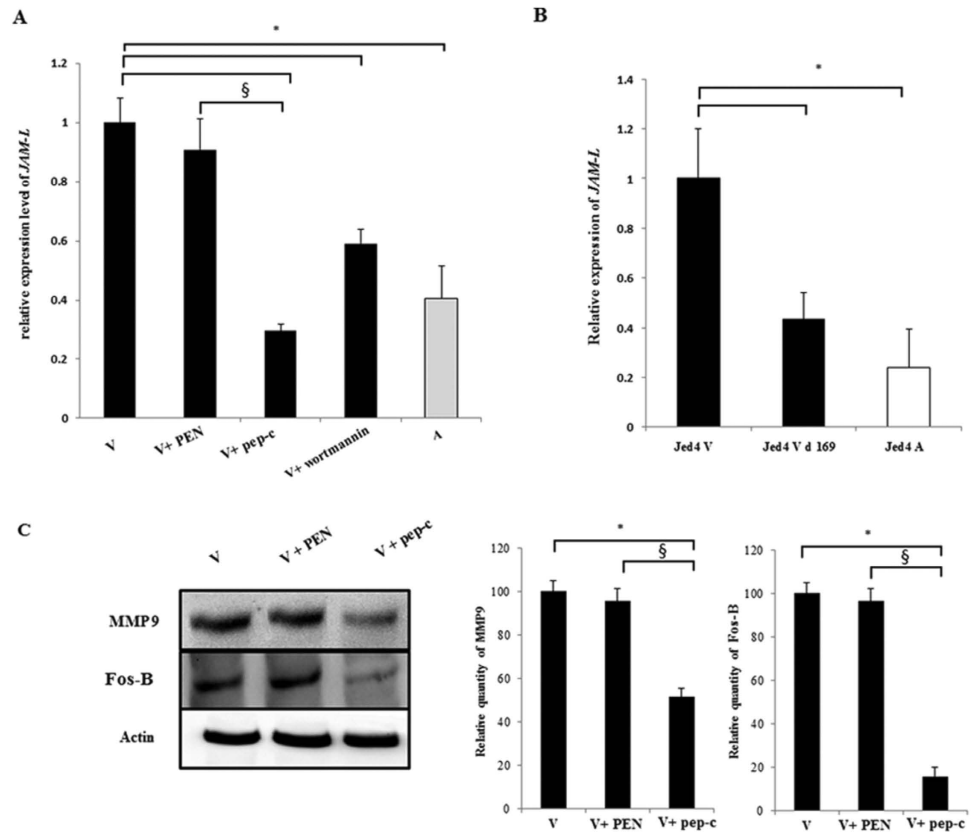 A
relative expression level of JAM-L
*
§
1.2
1
0.8
0.6
0.4
0.2
0
V
V+ PEN
V+ pep-c
V+ wortmannin
A
B
Relative expression of JAM-L
*
1.4
1.2
1
0.8
0.6
0.4
0.2
0
Jed4 V
Jed4 V d 169
Jed4 A
C
V
V + PEN
V + pep-c
MMP9
Fos-B
Actin
Relative quantity of MMP9
*
§
120
100
80
60
40
20
0
V
V+ PEN
V+ pep-c
Relative quantity of Fos-B
*
§
120
100
80
60
40
20
0
V
V+ PEN
V+ pep-c